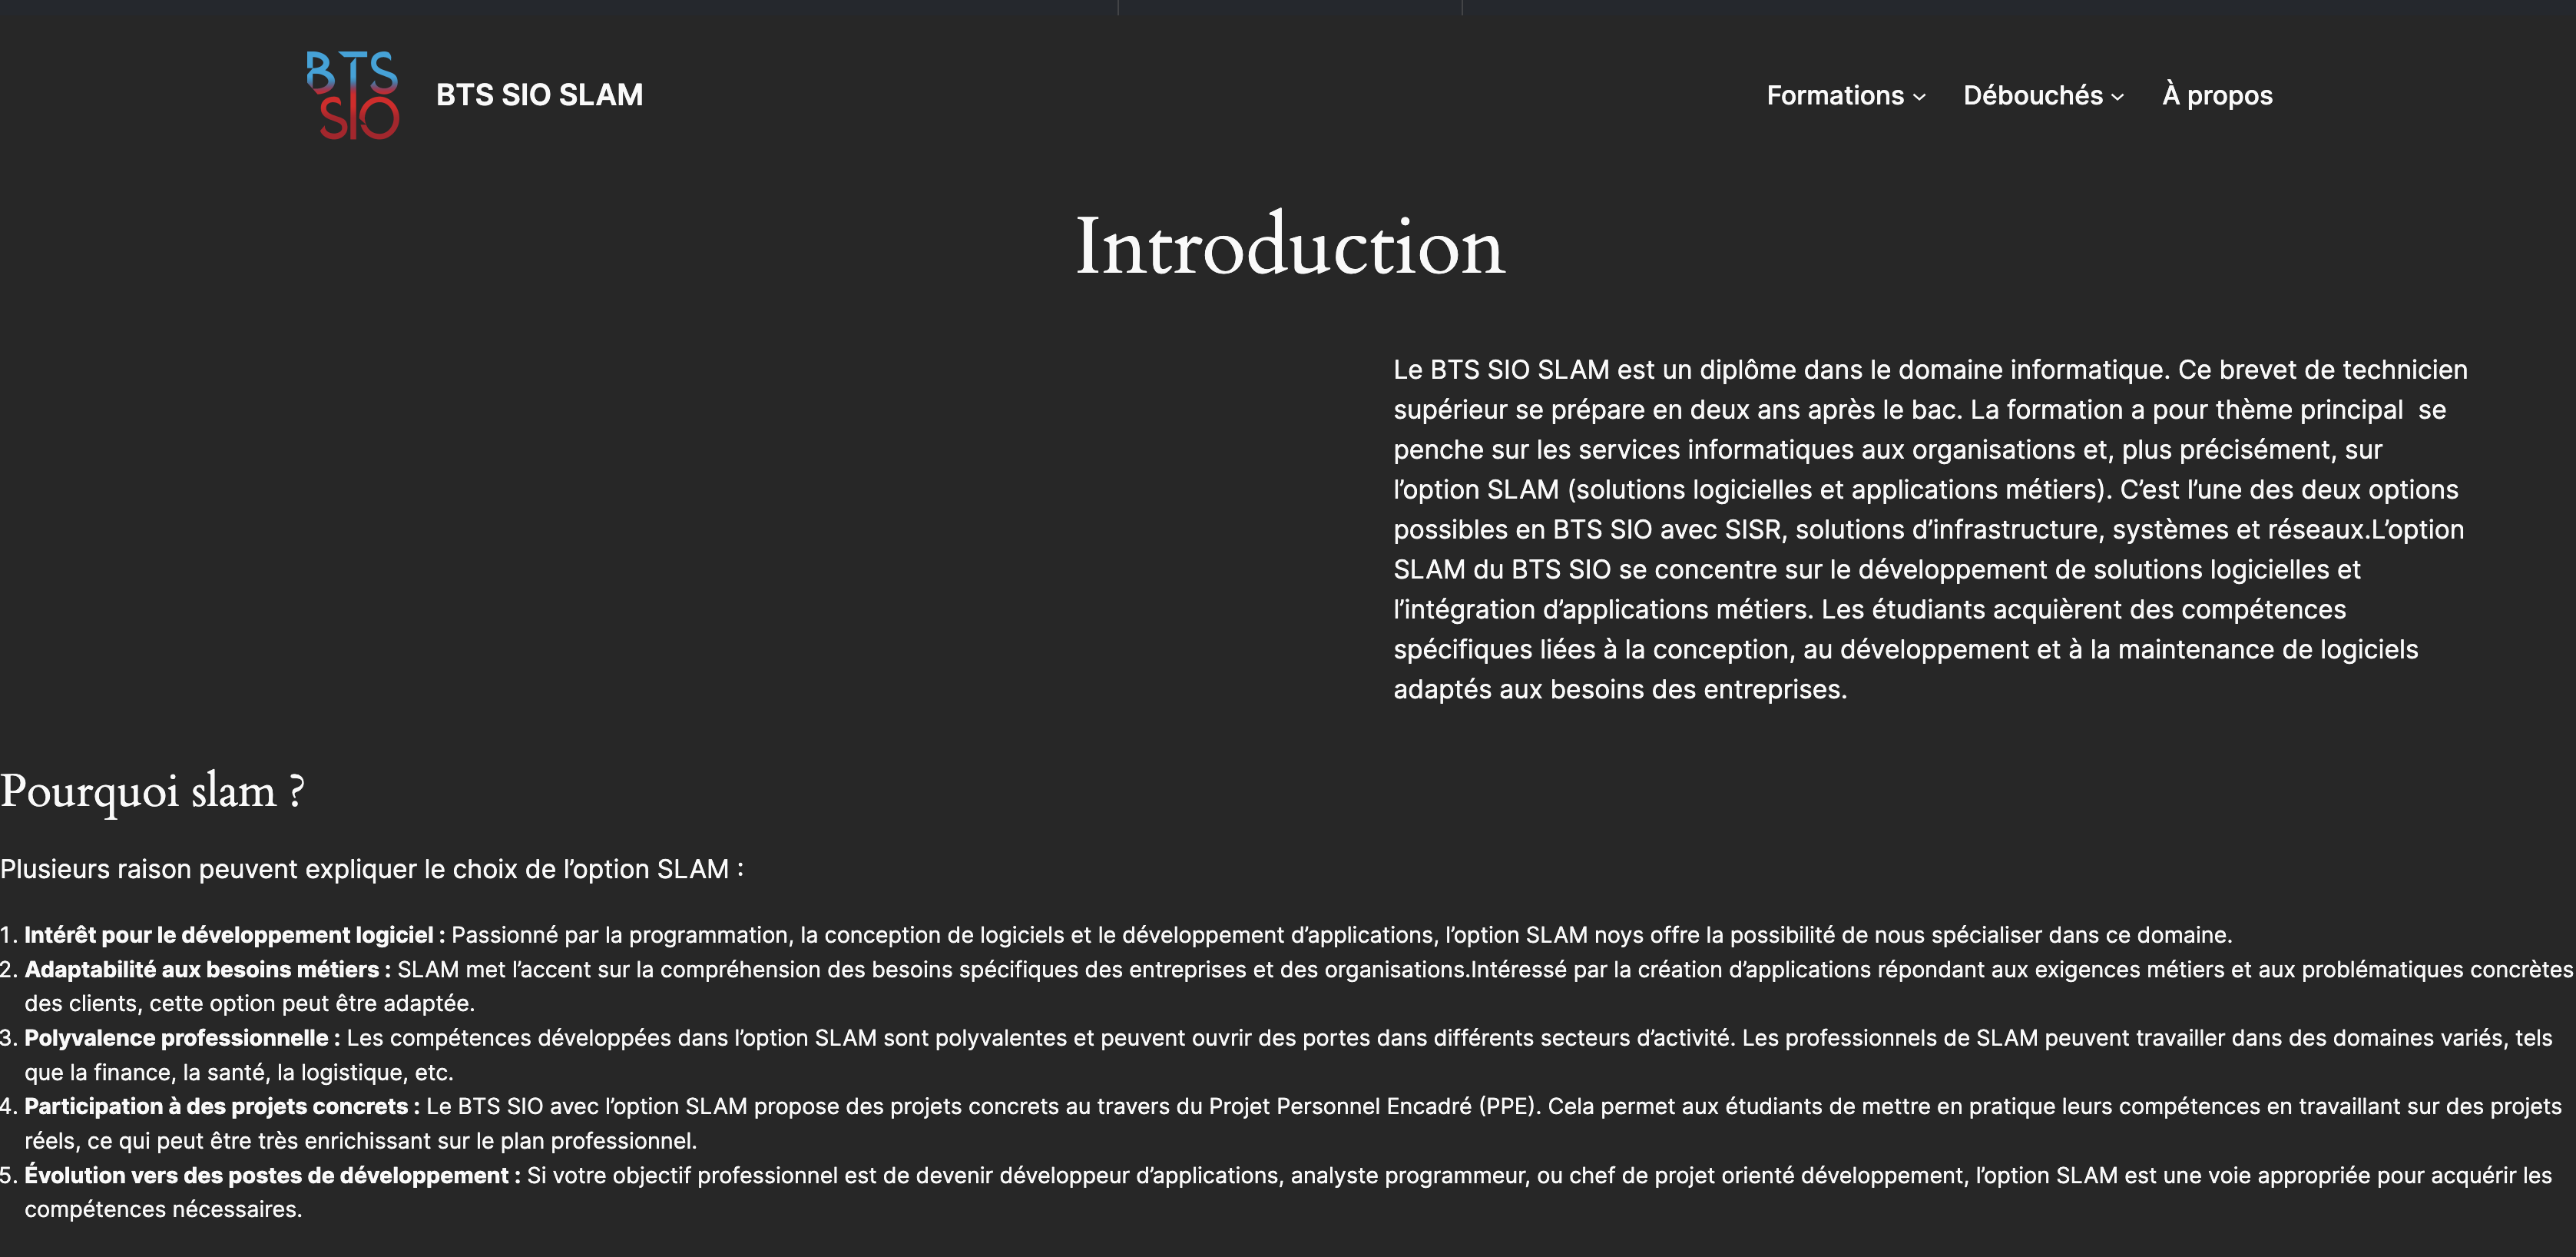 BTS
SIO
BTS SIO SLAM
Formations
Débouchés
À propos
Introduction
Le BTS SIO SLAM est un diplôme dans le domaine informatique. Ce brevet de technicien
supérieur se prépare en deux ans après le bac. La formation a pour thème principal  se
penche sur les services informatiques aux organisations et, plus précisément, sur
l’option SLAM (solutions logicielles et applications métiers). C’est l’une des deux options
possibles en BTS SIO avec SISR, solutions d’infrastructure, systèmes et réseaux.L’option
SLAM du BTS SIO se concentre sur le développement de solutions logicielles et
l’intégration d’applications métiers. Les étudiants acquièrent des compétences
spécifiques liées à la conception, au développement et à la maintenance de logiciels
adaptés aux besoins des entreprises.
Pourquoi slam ?
Plusieurs raison peuvent expliquer le choix de l’option SLAM :
1. Intérêt pour le développement logiciel : Passionné par la programmation, la conception de logiciels et le développement d’applications, l’option SLAM noys offre la possibilité de nous spécialiser dans ce domaine.
2. Adaptabilité aux besoins métiers : SLAM met l’accent sur la compréhension des besoins spécifiques des entreprises et des organisations.Intéressé par la création d’applications répondant aux exigences métiers et aux problématiques concrètes
des clients, cette option peut être adaptée.
3. Polyvalence professionnelle : Les compétences développées dans l’option SLAM sont polyvalentes et peuvent ouvrir des portes dans différents secteurs d’activité. Les professionnels de SLAM peuvent travailler dans des domaines variés, tels
que la finance, la santé, la logistique, etc.
4. Participation à des projets concrets : Le BTS SIO avec l’option SLAM propose des projets concrets au travers du Projet Personnel Encadré (PPE). Cela permet aux étudiants de mettre en pratique leurs compétences en travaillant sur des projets
réels, ce qui peut être très enrichissant sur le plan professionnel.
5. Évolution vers des postes de développement : Si votre objectif professionnel est de devenir développeur d’applications, analyste programmeur, ou chef de projet orienté développement, l’option SLAM est une voie appropriée pour acquérir les
compétences nécessaires.